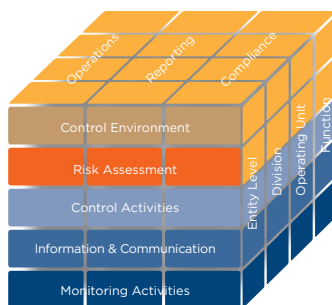 Operations
Reporting
Compliance
Control Environment
Risk Assessment
Control Activities
Information & Communication
Monitoring Activities
Entity Level
Division
Operating Unit
Function